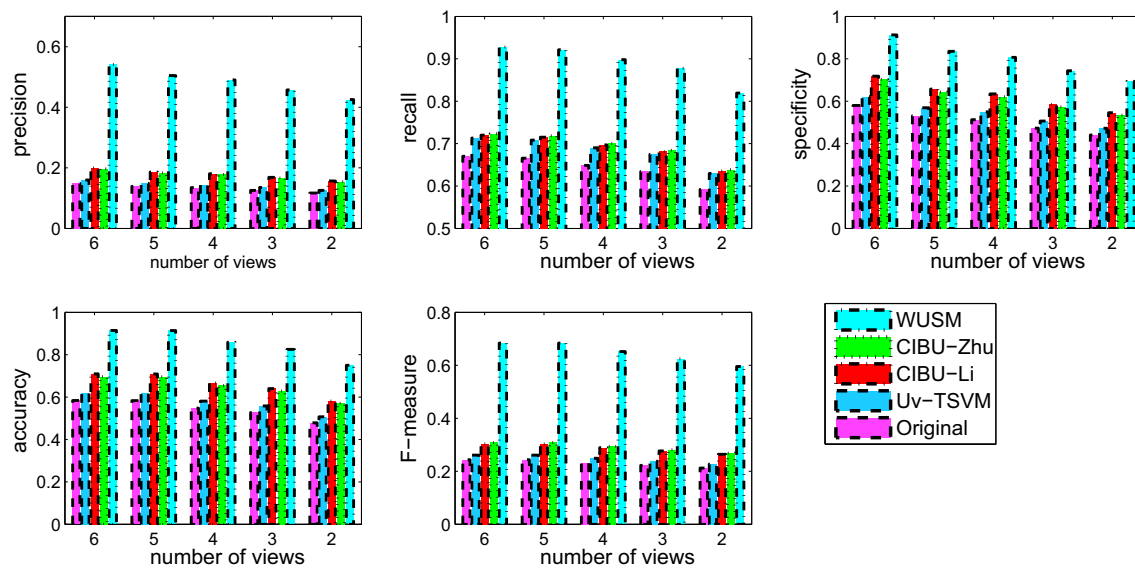 precision
0.6
0.4
0.2
0
6 5 4 3 2
number of views
recall
1
0.9
0.8
0.7
0.6
0.5
6 5 4 3 2
number of views
specificity
1
0.8
0.6
0.4
0.2
0
6 5 4 3 2
number of views
accuracy
1
0.8
0.6
0.4
0.2
0
6 5 4 3 2
number of views
F−measure
0.8
0.6
0.4
0.2
0
6 5 4 3 2
number of views
WUSM
CIBU−Zhu
CIBU−Li
Uv−TSVM
Original